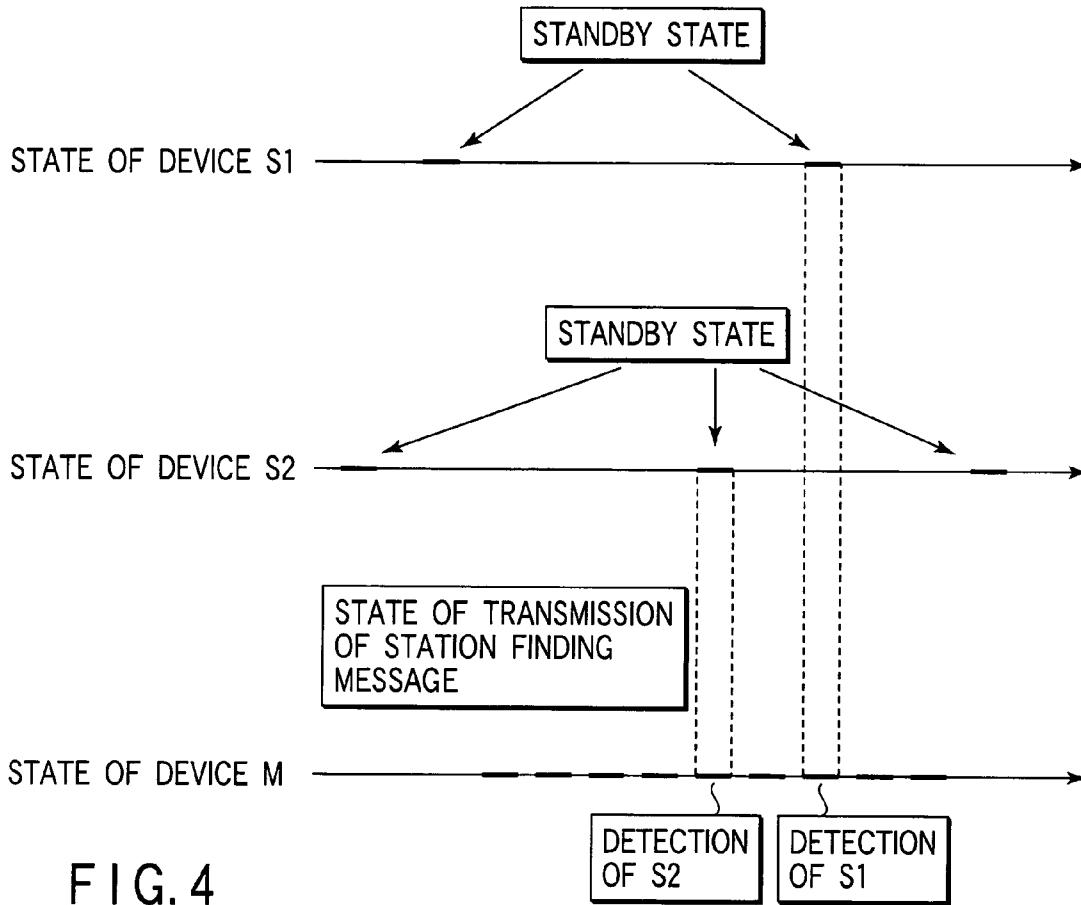 STANDBY STATE
STATE OF DEVICE S1
STANDBY STATE
STATE OF DEVICE S2
STATE OF TRANSMISSION
OF STATION FINDING
MESSAGE
STATE OF DEVICE M
DETECTION
OF S2
DETECTION
OF S1
FIG. 4